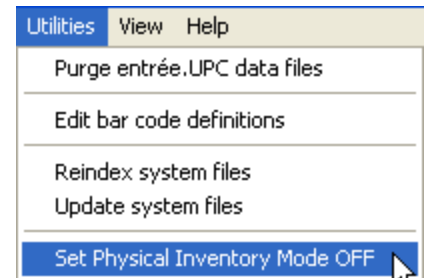 Utilities View Help
Purge entrée.UPC data files
Edit bar code definitions
Reindex system files
Update system files
Set Physical Inventory Mode OFF